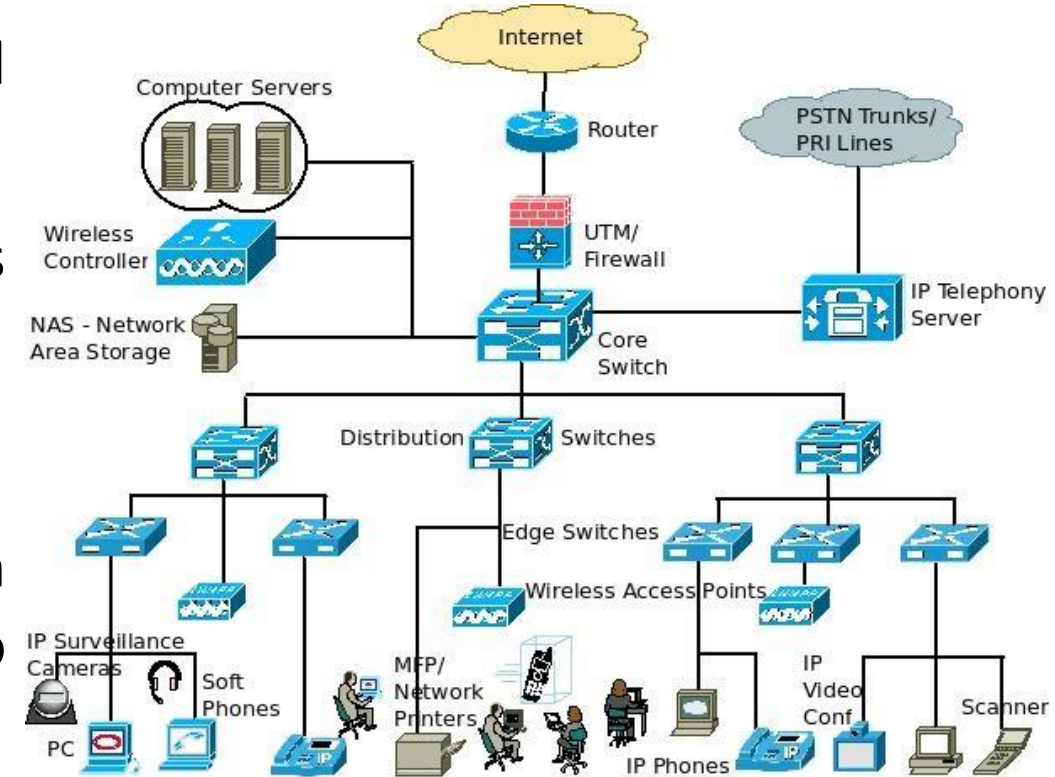 Internet
Computer Servers
Router
PSTN Trunks/
PRI Lines
Wireless
Controller
UTM/
Firewall
IP Telephony
Server
NAS - Network
Area Storage
Core
Switch
Distribution
Switches
Edge Switches
Wireless Access Points
IP Surveillance
Cameras
Soft
Phones
MFP/
Network
Printers
IP
Video
Conf
Scanner
PC
IP
IP Phones
IP